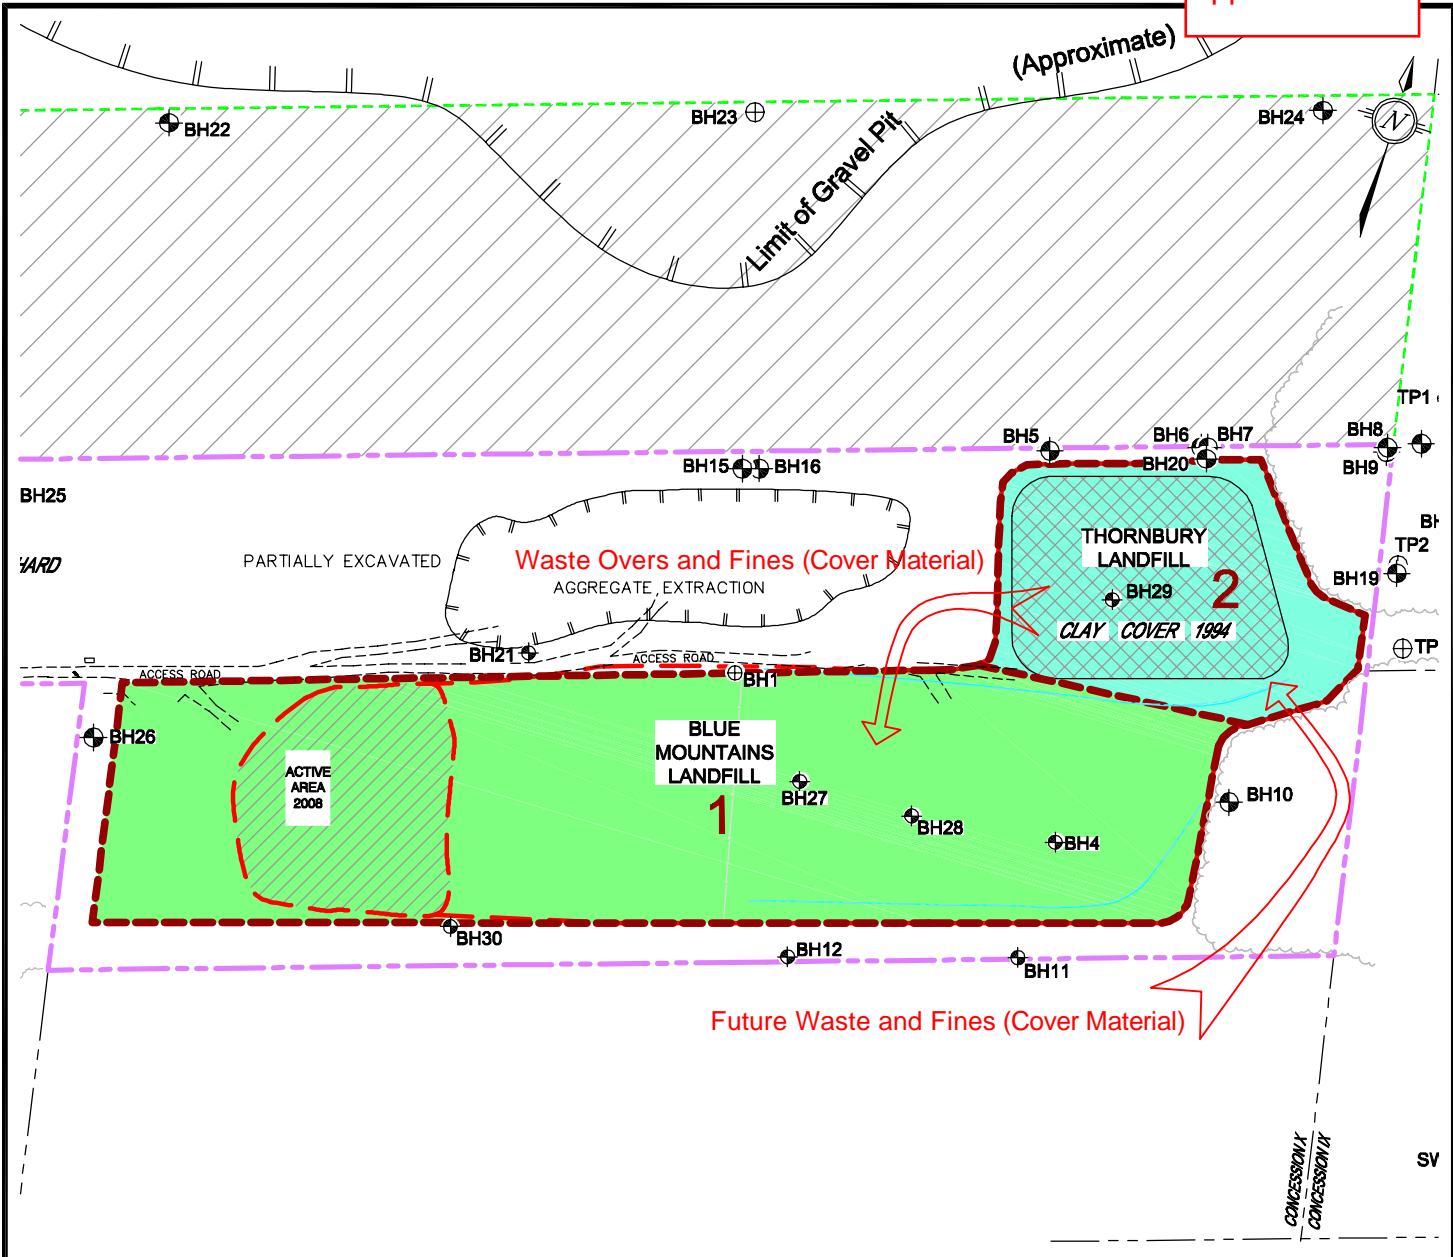 (Approximate)
BH22
BH23
BH24
N
Limit of Gravel Pit
TP1
BH5
BH6
BH7
BH8
BH15
BH16
BH20
BH9
BH25
THORNBURY
LANDFILL
TP2
PARTIALLY EXCAVATED
Waste Overs and Fines (Cover Material)
AGGREGATE EXTRACTION
BH19
BH29
2
CLAY COVER 1994
BH21
ACCESS ROAD
ACCESS ROAD
TP
BH1
BH26
BLUE
MOUNTAINS
LANDFILL
1
ACTIVE
AREA
2008
BH27
BH10
BH28
BH4
BH30
BH12
BH11
Future Waste and Fines (Cover Material)
CONCESSION X
CONCESSION IX